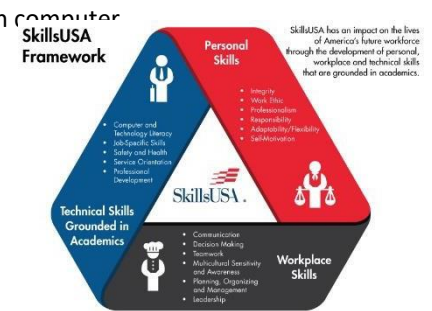 n computer
SkillsUSA
Framework
SkillsUSA has an impact on the lives
of America's future workforce
through the development of personal,
workplace and technical skills
that are grounded in academics.
Personal
Skills
• Integrity
• Work Ethic
• Professionalism
• Responsibility
• Adaptability/Flexibility
• Self-Motivation
• Computer and
Technology Literacy
• Job-Specific Skills
• Safety and Health
• Service Orientation
• Professional
Development
Technical Skills
Grounded in
Academics
SkillsUSA.
• Communication
• Decision Making
• Teamwork
• Multicultural Sensitivity
and Awareness
• Planning, Organizing
and Management
• Leadership
Workplace
Skills